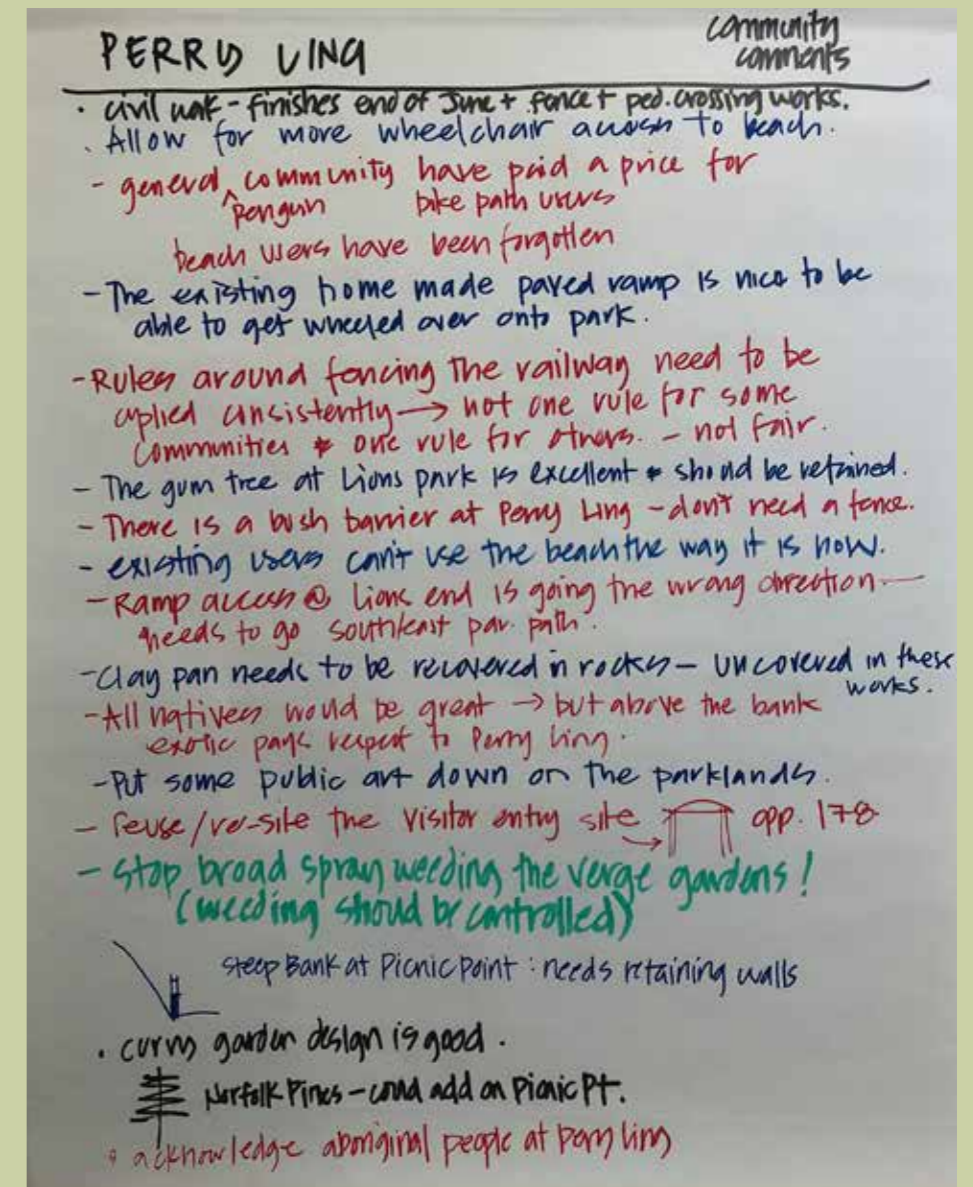 PERRY LING
community
comments
· civil wok - finishes end of June + fence + ped. crossing works.
· Allow for more wheelchair access to beach.
- general ^ community have paid a price for
penguin bike path users
beach users have been forgotten
- The existing home made paved ramp is nice to be
able to get wheeled over onto park.
- Rules around fencing the railway need to be
aplied consistently → not one rule for some
communities & one rule for others. - not fair.
- The gum tree at Lions park is excellent & should be retained.
- There is a bush barrier at Perry Ling - don't need a fence.
- existing users can't use the beach the way it is now.
- Ramp access @ Lions end is going the wrong direction -
needs to go south/east par. path.
- Clay pan needs to be recovered in rocks - uncovered in these
works.
- All natives would be great → but above the bank
exotic pays respect to Perry Ling.
- Put some public art down on the parklands.
- Reuse/re-site the visitor entry site → opp. 178
- Stop broad spray weeding the verge gardens!
(weeding should be controlled)
steep Bank at Picnic Point : needs retaining walls
· curvy garden design is good.
Norfolk Pines - could add on Picnic Pt.
· acknowledge aboriginal people at perry ling